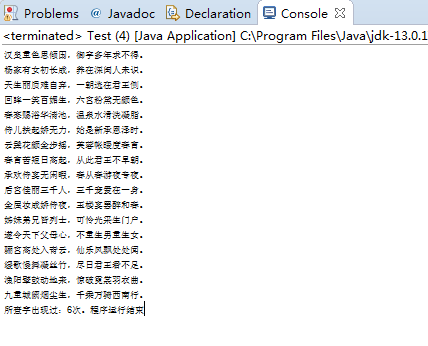 Problems @ Javadoc Declaration Console
<terminated> Test (4) [Java Application] C:\Program Files\Java\jdk-13.0.1
汉皇重色思倾国，御宇多年求不得。
杨家有女初长成，养在深闺人未识。
天生丽质难自弃，一朝选在君王侧。
回眸一笑百媚生，六宫粉黛无颜色。
春寒赐浴华清池，温泉水滑洗凝脂。
侍儿扶起娇无力，始是新承恩泽时。
云鬓花颜金步摇，芙蓉帐暖度春宵。
春宵苦短日高起，从此君王不早朝。
承欢侍宴无闲暇，春从春游夜专夜。
后宫佳丽三千人，三千宠爱在一身。
金屋妆成娇侍夜，玉楼宴罢醉和春。
姊妹弟兄皆列士，可怜光采生门户。
遂令天下父母心，不重生男重生女。
骊宫高处入青云，仙乐风飘处处闻。
缓歌慢舞凝丝竹，尽日君王看不足。
渔阳鼙鼓动地来，惊破霓裳羽衣曲。
九重城阙烟尘生，千乘万骑西南行。
所查字出现过：6次。程序运行结束